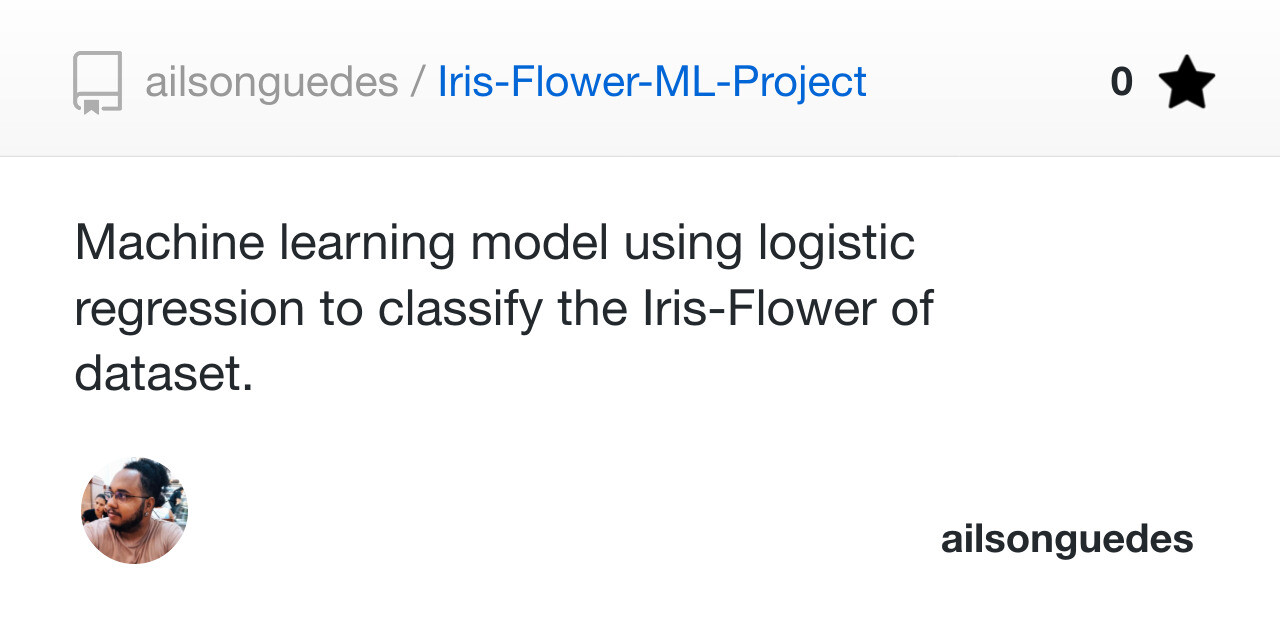 ailsonguedes / Iris-Flower-ML-Project 0
Machine learning model using logistic
regression to classify the Iris-Flower of
dataset.
ailsonguedes